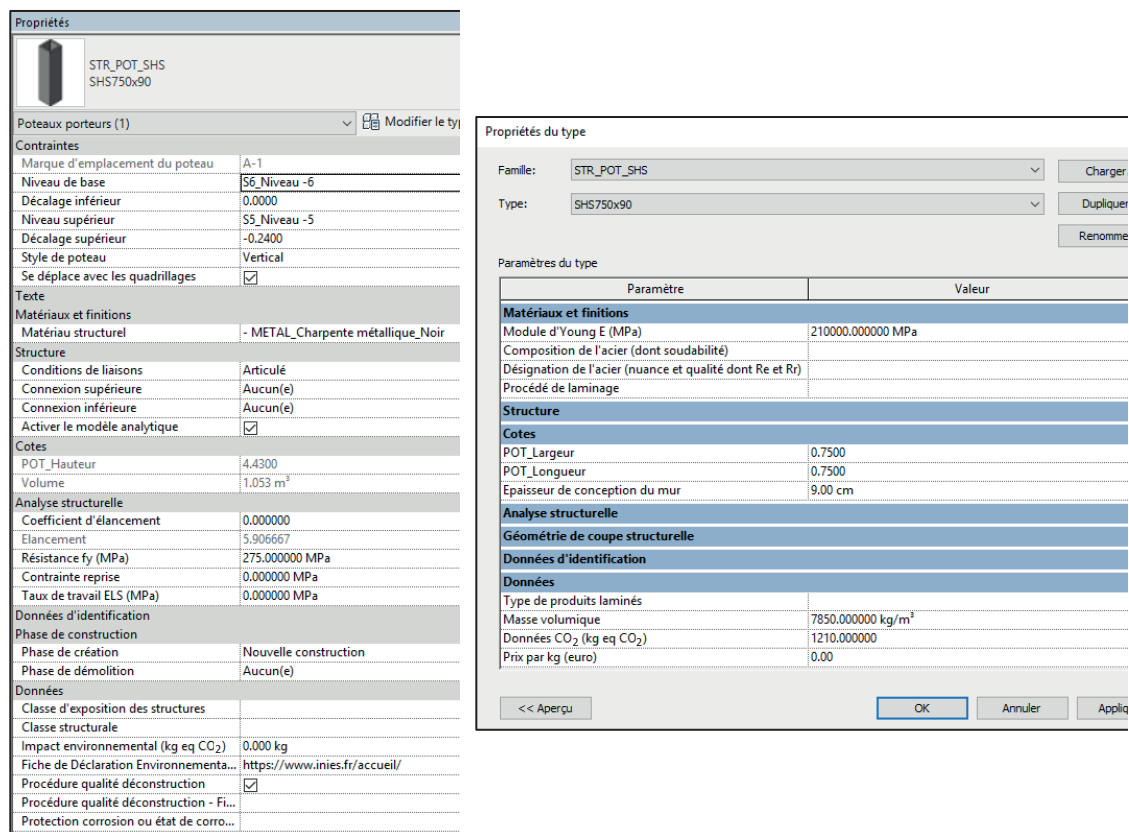 Propriétés
STR_POT_SHS
SHS750x90
Poteaux porteurs (1) Modifier le typ
Contraintes
Marque d'emplacement du poteau A-1
Niveau de base S6_Niveau -6
Décalage inférieur 0.0000
Niveau supérieur S5_Niveau -5
Décalage supérieur -0.2400
Style de poteau Vertical
Se déplace avec les quadrillages
Texte
Matériaux et finitions
Matériau structurel - METAL_Charpente métallique_Noir
Structure
Conditions de liaisons Articulé
Connexion supérieure Aucun(e)
Connexion inférieure Aucun(e)
Activer le modèle analytique
Cotes
POT_Hauteur 4.4300
Volume 1.053 m³
Analyse structurelle
Coefficient d'élancement 0.000000
Elancement 5.906667
Résistance fy (MPa) 275.000000 MPa
Contrainte reprise 0.000000 MPa
Taux de travail ELS (MPa) 0.000000 MPa
Données d'identification
Phase de construction
Phase de création Nouvelle construction
Phase de démolition Aucun(e)
Données
Classe d'exposition des structures
Classe structurale
Impact environnemental (kg eq CO2) 0.000 kg
Fiche de Déclaration Environnementa... https://www.inies.fr/accueil/
Procédure qualité déconstruction
Procédure qualité déconstruction - Fi...
Protection corrosion ou état de corro...
Propriétés du type
Famille: STR_POT_SHS Charger
Type: SHS750x90 Dupliquer
Renomme
Paramètres du type
Paramètre Valeur
Matériaux et finitions
Module d'Young E (MPa) 210000.000000 MPa
Composition de l'acier (dont soudabilité)
Désignation de l'acier (nuance et qualité dont Re et Rr)
Procédé de laminage
Structure
Cotes
POT_Largeur 0.7500
POT_Longueur 0.7500
Epaisseur de conception du mur 9.00 cm
Analyse structurelle
Géométrie de coupe structurelle
Données d'identification
Données
Type de produits laminés
Masse volumique 7850.000000 kg/m³
Données CO2 (kg eq CO2) 1210.000000
Prix par kg (euro) 0.00
<< Aperçu OK Annuler Appliq